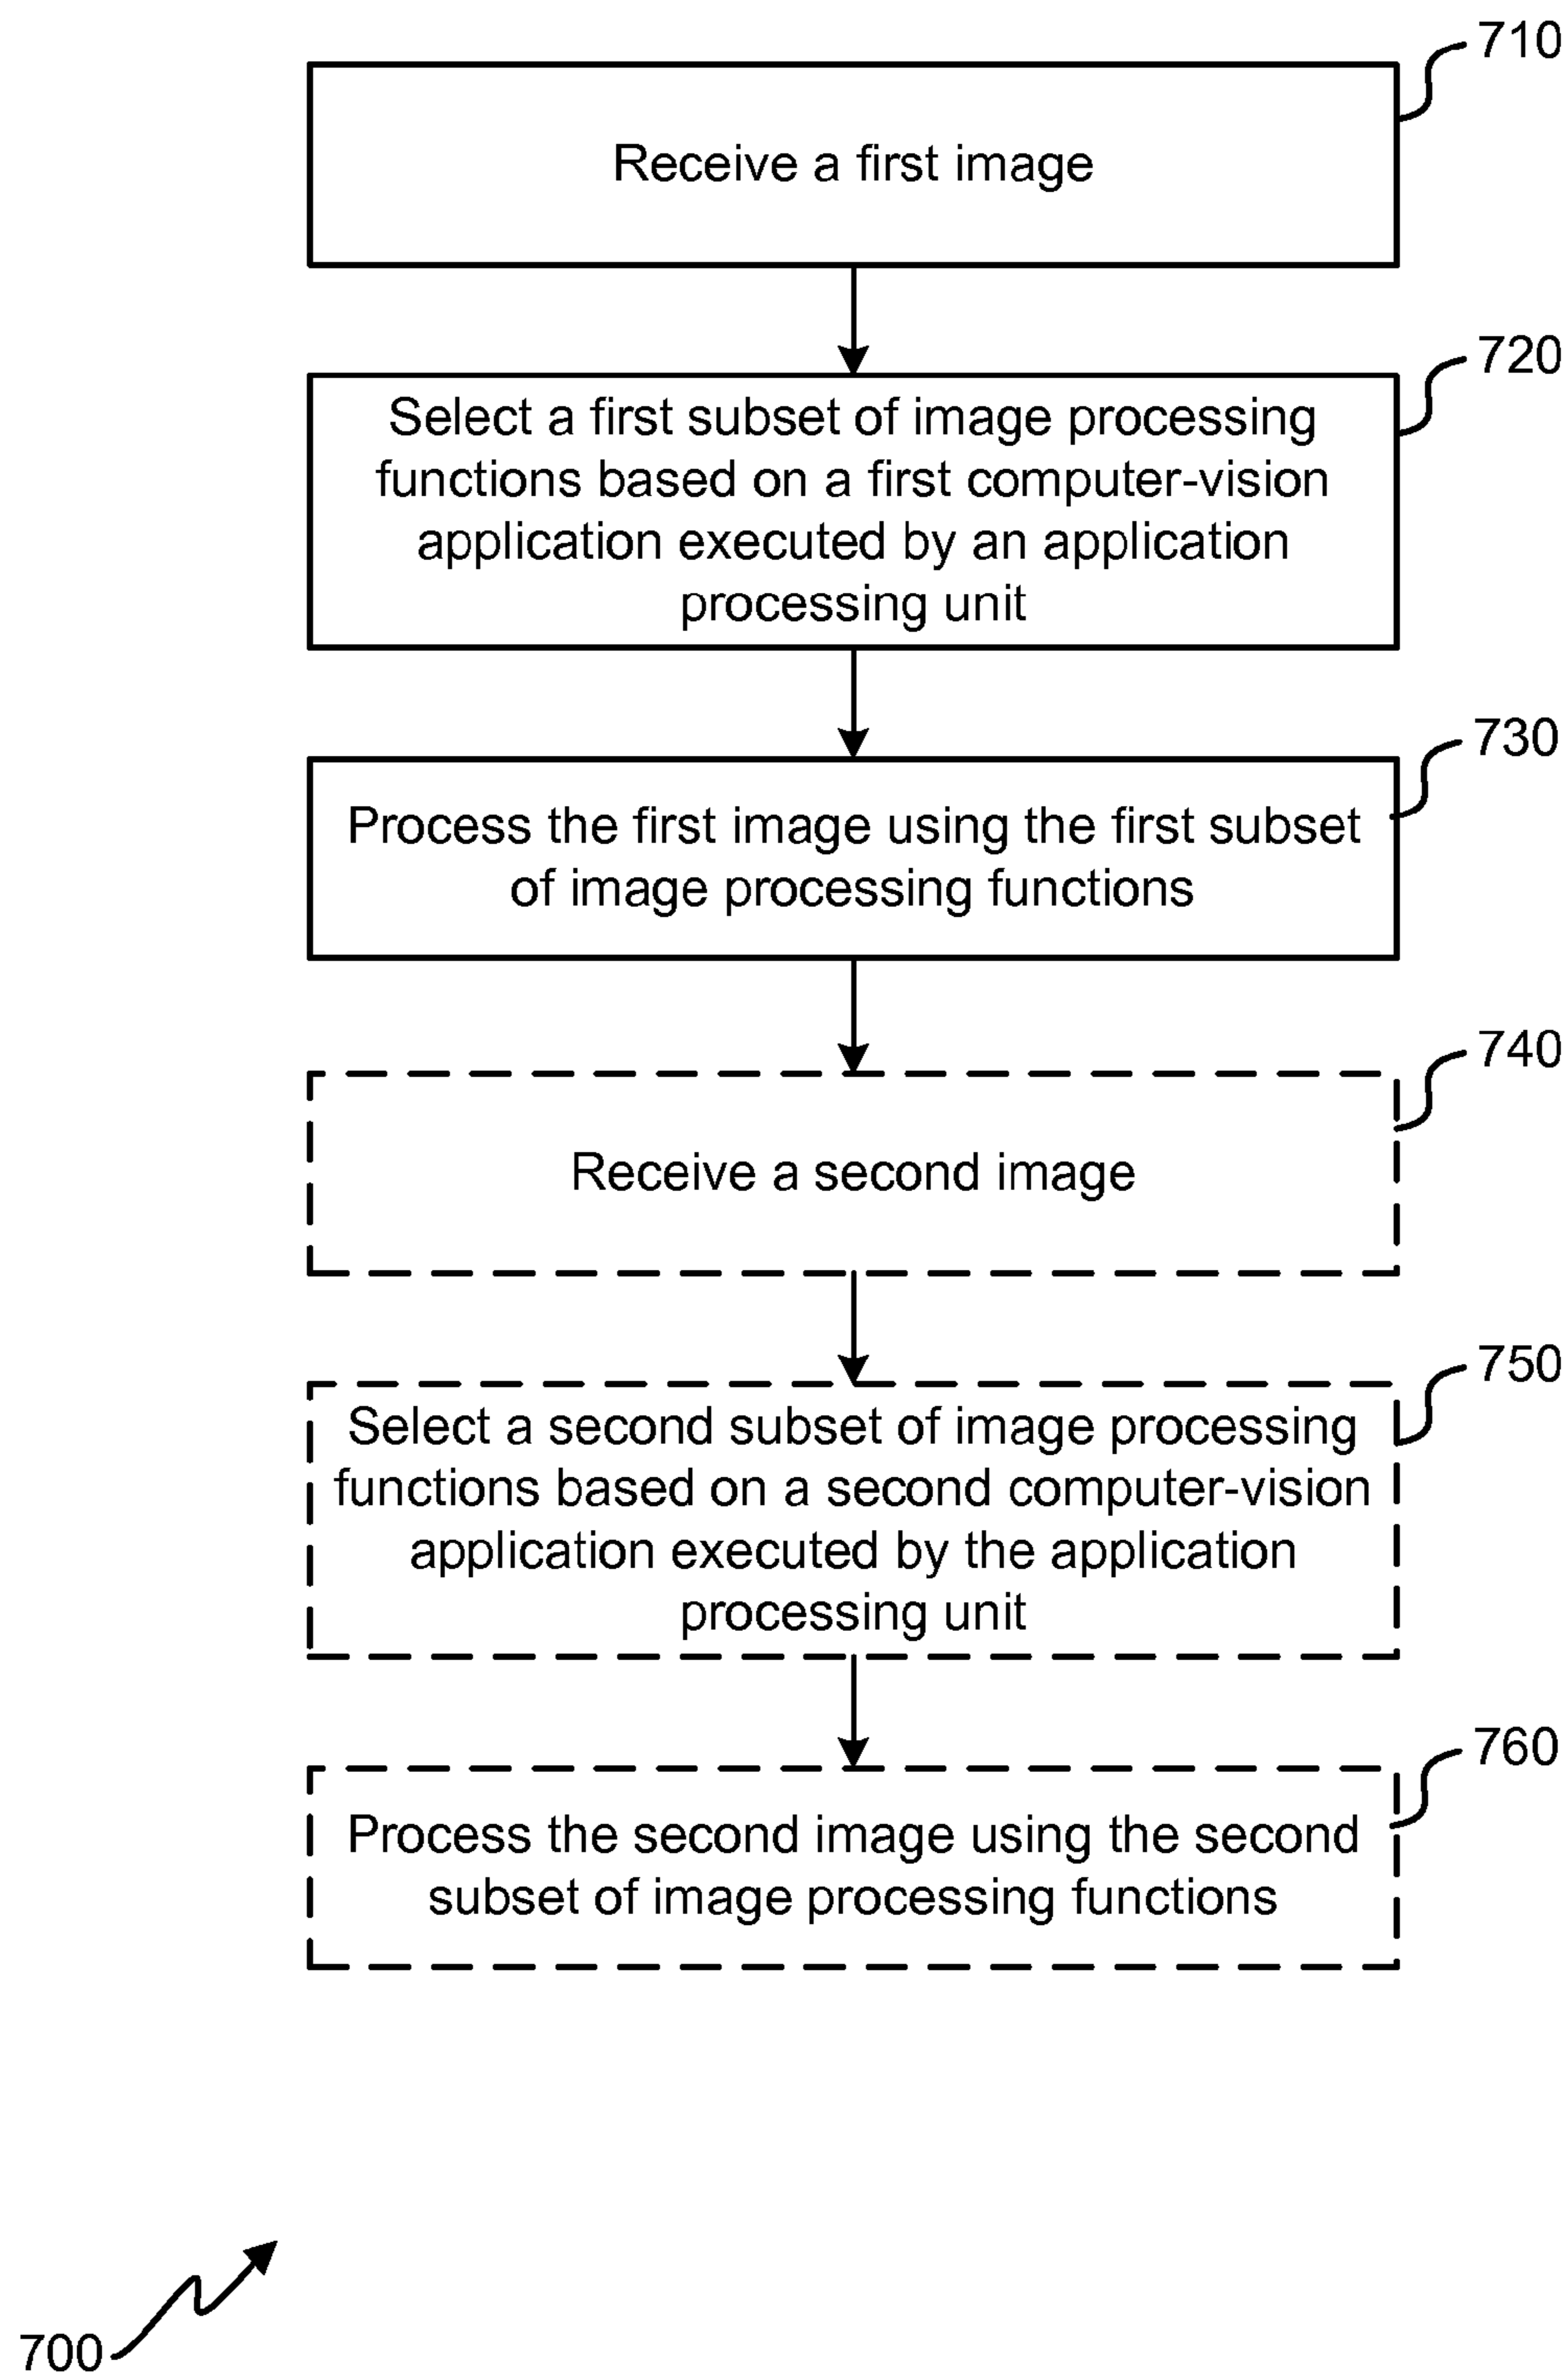 710
Receive a first image
720
Select a first subset of image processing
functions based on a first computer-vision
application executed by an application
processing unit
730
Process the first image using the first subset
of image processing functions
740
Receive a second image
750
Select a second subset of image processing
functions based on a second computer-vision
application executed by the application
processing unit
760
Process the second image using the second
subset of image processing functions
700